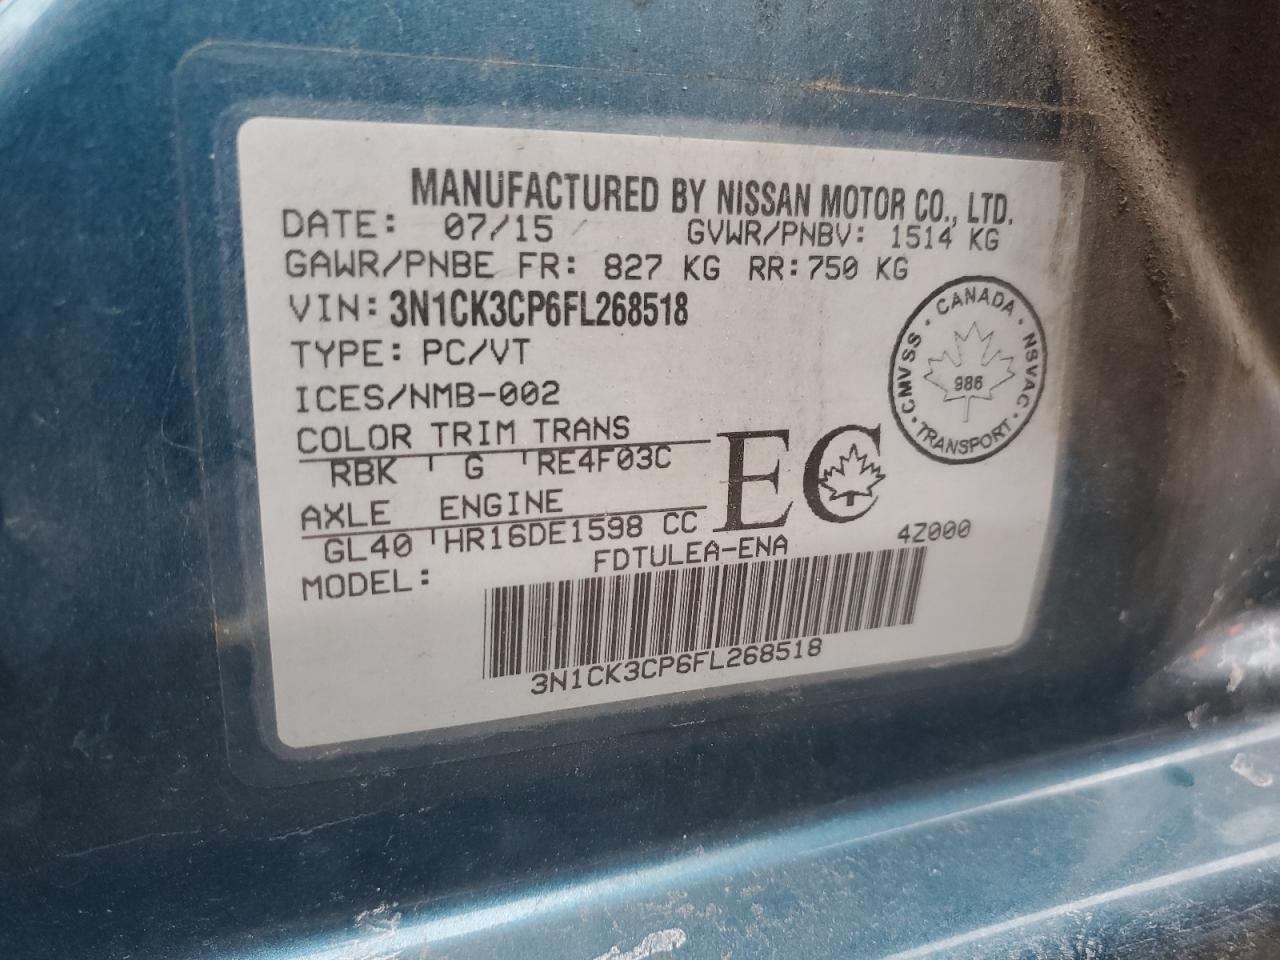 MANUFACTURED BY NISSAN MOTOR CO., LTD.
DATE: 07/15 GVWR/PNBV: 1514 KG
GAWR/PNBE FR: 827 KG RR: 750 KG
VIN: 3N1CK3CP6FL268518
TYPE: PC/VT
ICES/NMB-002
CMVSS · CANADA · NSVAC · TRANSPORT ·
986
COLOR TRIM TRANS
RBK G RE4F03C
EC
AXLE ENGINE
GL40 HR16DE1598 CC
MODEL: FDTULEA-ENA 4Z000
3N1CK3CP6FL268518